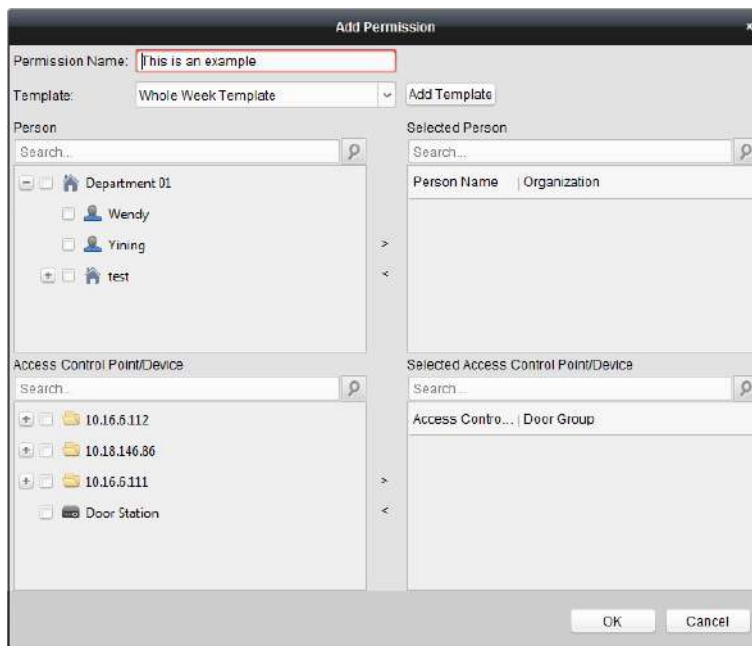 Add Permission
Permission Name: This is an example
Template: Whole Week Template Add Template
Person
Search...
Department 01
Wendy
Yining
test
>
<
Selected Person
Search...
Person Name Organization
Access Control Point/Device
Search...
10.16.6.112
10.18.146.86
10.16.6.111
Door Station
>
<
Selected Access Control Point/Device
Search...
Access Contro... Door Group
OK Cancel